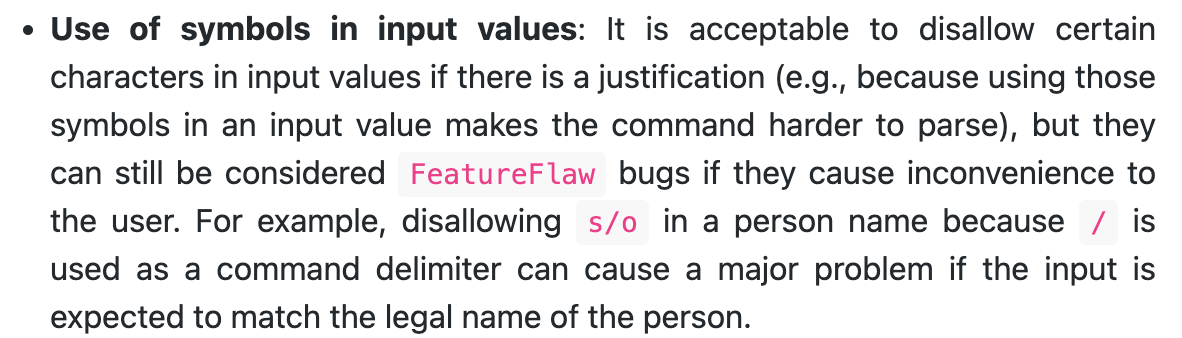 • Use of symbols in input values: It is acceptable to disallow certain
characters in input values if there is a justification (e.g., because using those
symbols in an input value makes the command harder to parse), but they
can still be considered FeatureFlaw bugs if they cause inconvenience to
the user. For example, disallowing s/o in a person name because / is
used as a command delimiter can cause a major problem if the input is
expected to match the legal name of the person.